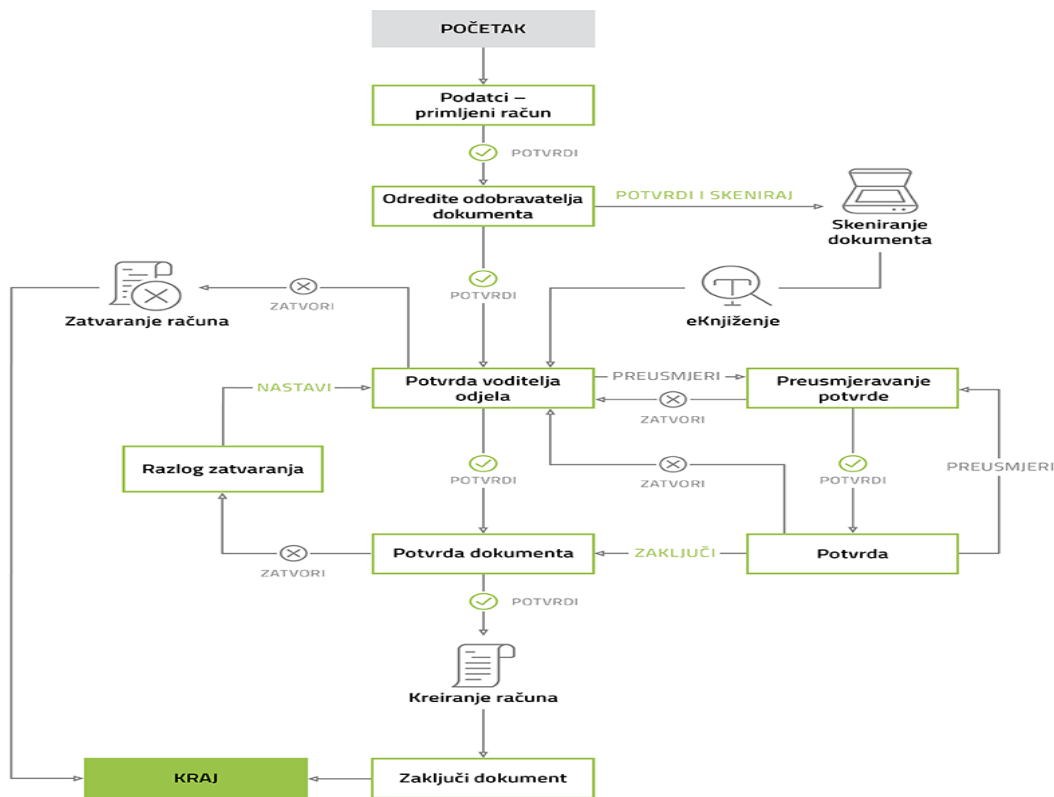 POČETAK
Podatci –
primljeni račun
POTVRDI
Odredite odobravatelja
dokumenta
POTVRDI I SKENIRAJ
Skeniranje
dokumenta
POTVRDI
ZATVORI
Zatvaranje računa
eKnjiženje
NASTAVI
Potvrda voditelja
odjela
PREUSMJERI
ZATVORI
Preusmjeravanje
potvrde
Razlog zatvaranja
POTVRDI
ZATVORI
POTVRDI
PREUSMJERI
ZATVORI
Potvrda dokumenta
ZAKLJUČI
Potvrda
POTVRDI
Kreiranje računa
KRAJ
Zaključi dokument